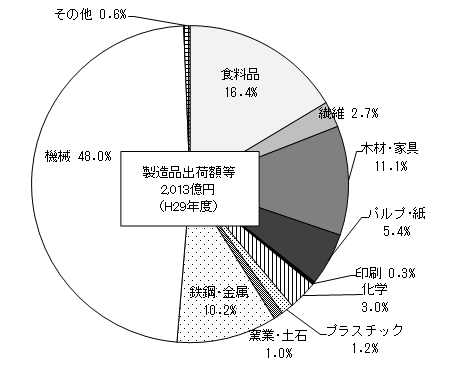 その他 0.6%
食料品
16.4%
繊維 2.7%
木材・家具
11.1%
機械 48.0%
製造品出荷額等
2,013億円
（H29年度）
パルプ・紙
5.4%
印刷 0.3%
化学
3.0%
鉄鋼・金属
10.2%
プラスチック
1.2%
窯業・土石
1.0%